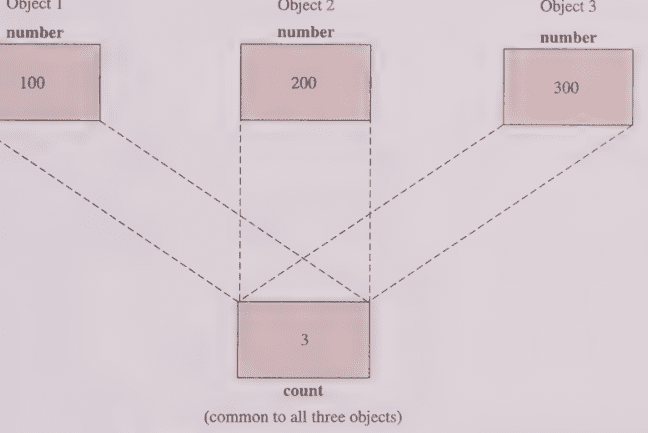 Object 1
Object 2
Object 3
number
number
number
100
200
300
3
count
(common to all three objects)